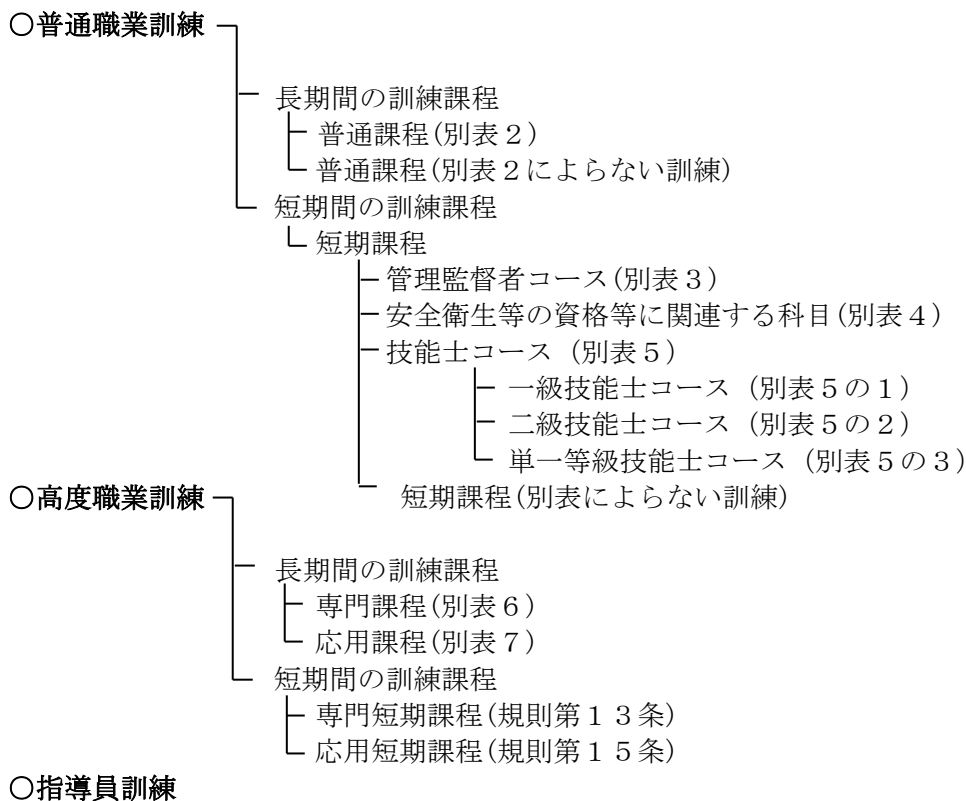 ○普通職業訓練
長期間の訓練課程
普通課程(別表２)
普通課程(別表２によらない訓練)
短期間の訓練課程
短期課程
管理監督者コース(別表３)
安全衛生等の資格等に関連する科目(別表４)
技能士コース (別表５)
一級技能士コース (別表５の１)
二級技能士コース (別表５の２)
単一等級技能士コース (別表５の３)
短期課程(別表によらない訓練)
○高度職業訓練
長期間の訓練課程
専門課程(別表６)
応用課程(別表７)
短期間の訓練課程
専門短期課程(規則第１３条)
応用短期課程(規則第１５条)
○指導員訓練